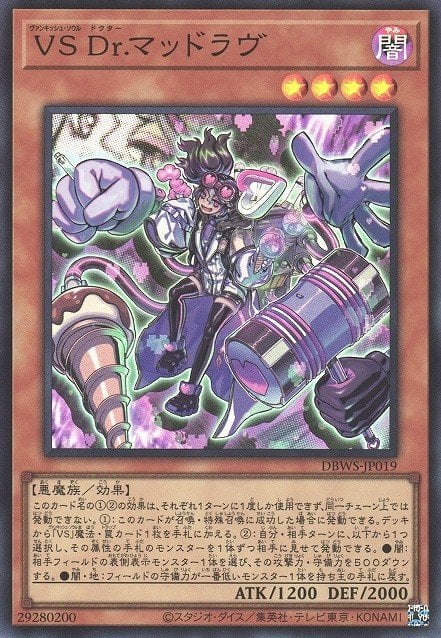 ヴァンキッシュ・ソウル ドクター
VS Dr.マッドラヴ
やみ
闇
DBWS-JP019
【悪魔族/効果】
このカード名の①②の効果は、それぞれ1ターンに1度しか使用できず、同一チェーン上では
発動できない。①:このカードが召喚・特殊召喚に成功した場合に発動できる。デッキ
から「VS」魔法・罠カード1枚を手札に加える。②:自分・相手ターンに、以下から1つ
選択し、その属性の手札のモンスターを1体ずつ相手に見せて発動できる。●闇:
相手フィールドの表側表示モンスター1体を選び、その攻撃力・守備力を500ダウ
ンする。●闇・地:フィールドの守備力が一番低いモンスター1体を持ち主の手札に戻す。
ATK/1200 DEF/2000
29280200
©スタジオ・ダイス/集英社・テレビ東京・KONAMI